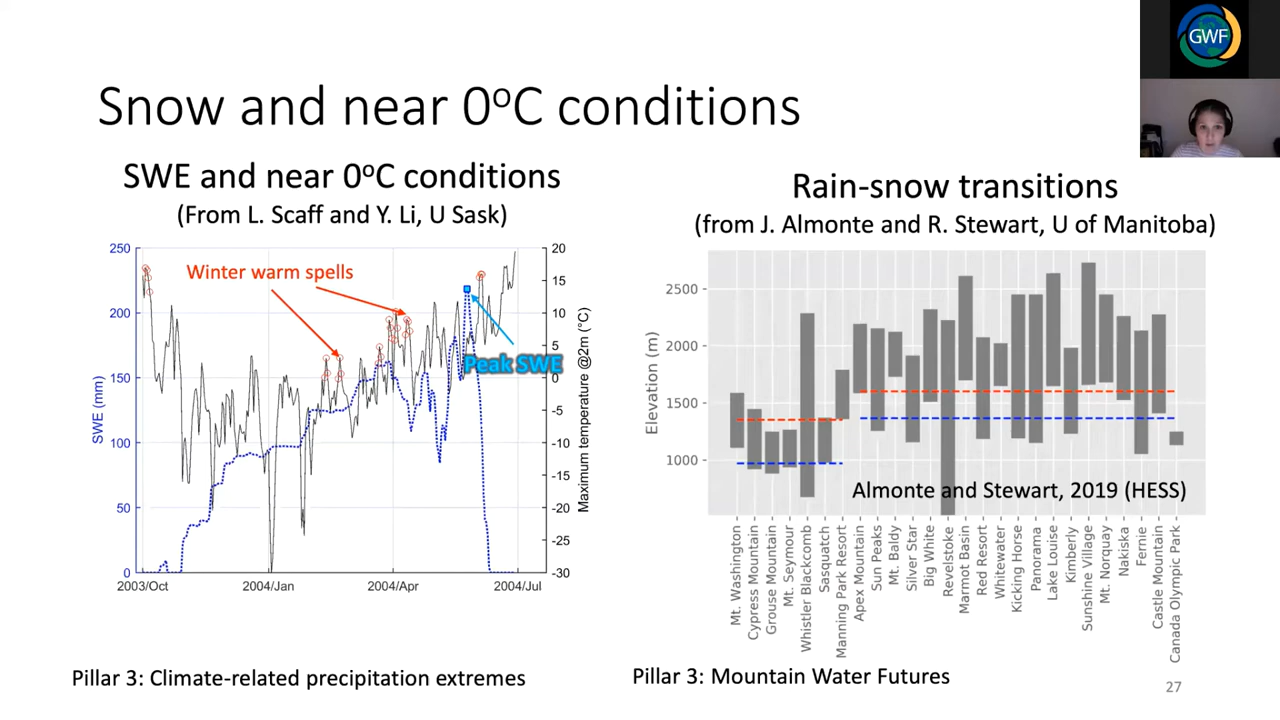 GWF
Snow and near 0°C conditions
SWE and near 0°C conditions
(From L. Scaff and Y. Li, U Sask)
250
200
150
100
50
0
SWE (mm)
Winter warm spells
Peak SWE
20
15
10
5
0
-5
-10
-15
-20
-25
-30
Maximum temperature @2m (°C)
2003/Oct
2004/Jan
2004/Apr
2004/Jul
Pillar 3: Climate-related precipitation extremes
Rain-snow transitions
(from J. Almonte and R. Stewart, U of Manitoba)
2500
2000
1500
1000
Elevation (m)
Almonte and Stewart, 2019 (HESS)
Mt. Washington
Cypress Mountain
Grouse Mountain
Mt. Seymour
Whistler Blackcomb
Sasquatch
Manning Park Resort
Apex Mountain
Sun Peaks
Mt. Baldy
Silver Star
Big White
Revelstoke
Marmot Basin
Red Resort
Whitewater
Kicking Horse
Panorama
Lake Louise
Kimberly
Sunshine Village
Mt. Norquay
Nakiska
Fernie
Castle Mountain
Canada Olympic Park
Pillar 3: Mountain Water Futures
27